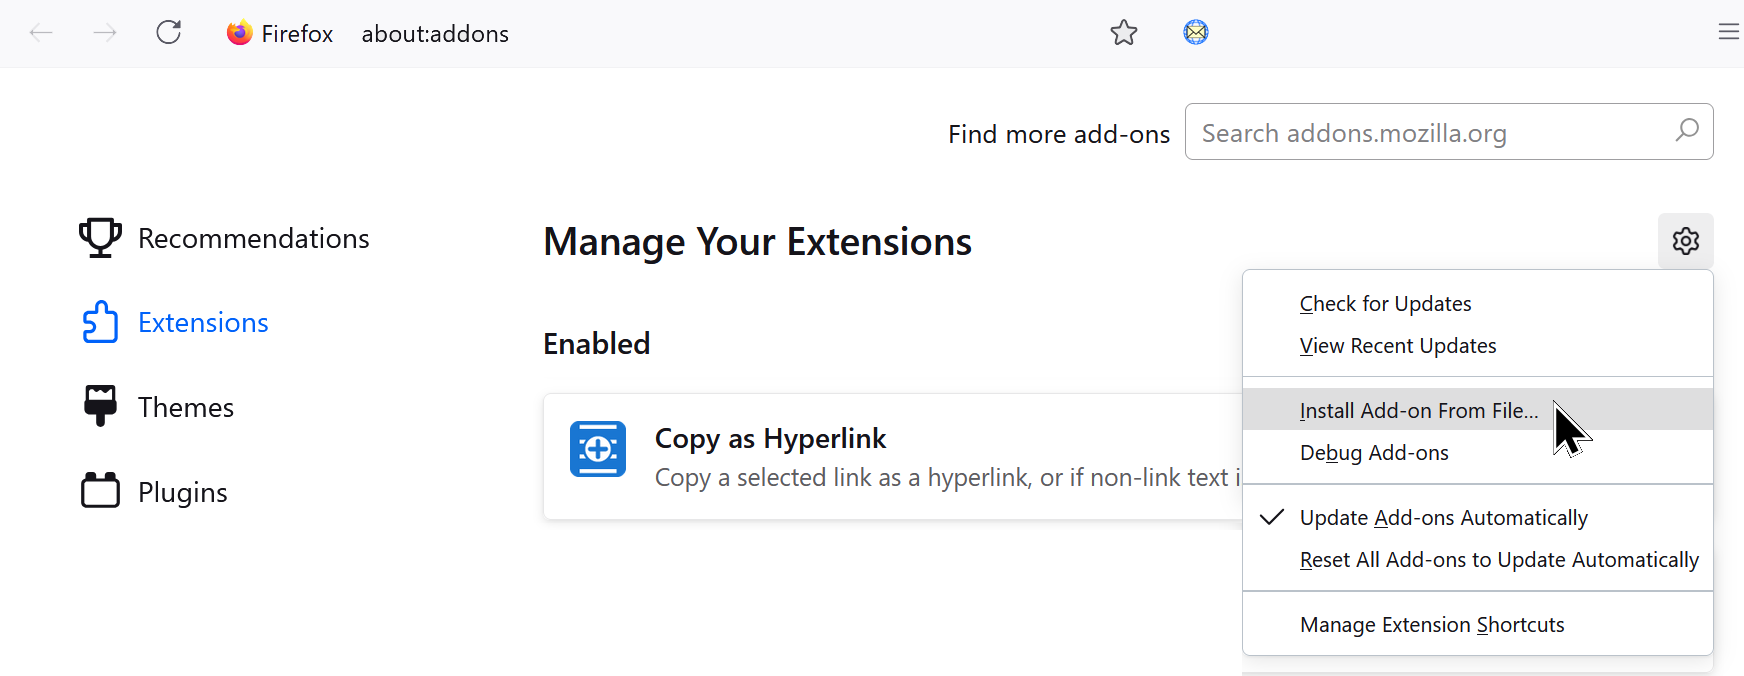 Firefox about:addons
Find more add-ons Search addons.mozilla.org
Recommendations
Extensions
Themes
Plugins
Manage Your Extensions
Enabled
Copy as Hyperlink
Copy a selected link as a hyperlink, or if non-link text i
Check for Updates
View Recent Updates
Install Add-on From File...
Debug Add-ons
Update Add-ons Automatically
Reset All Add-ons to Update Automatically
Manage Extension Shortcuts